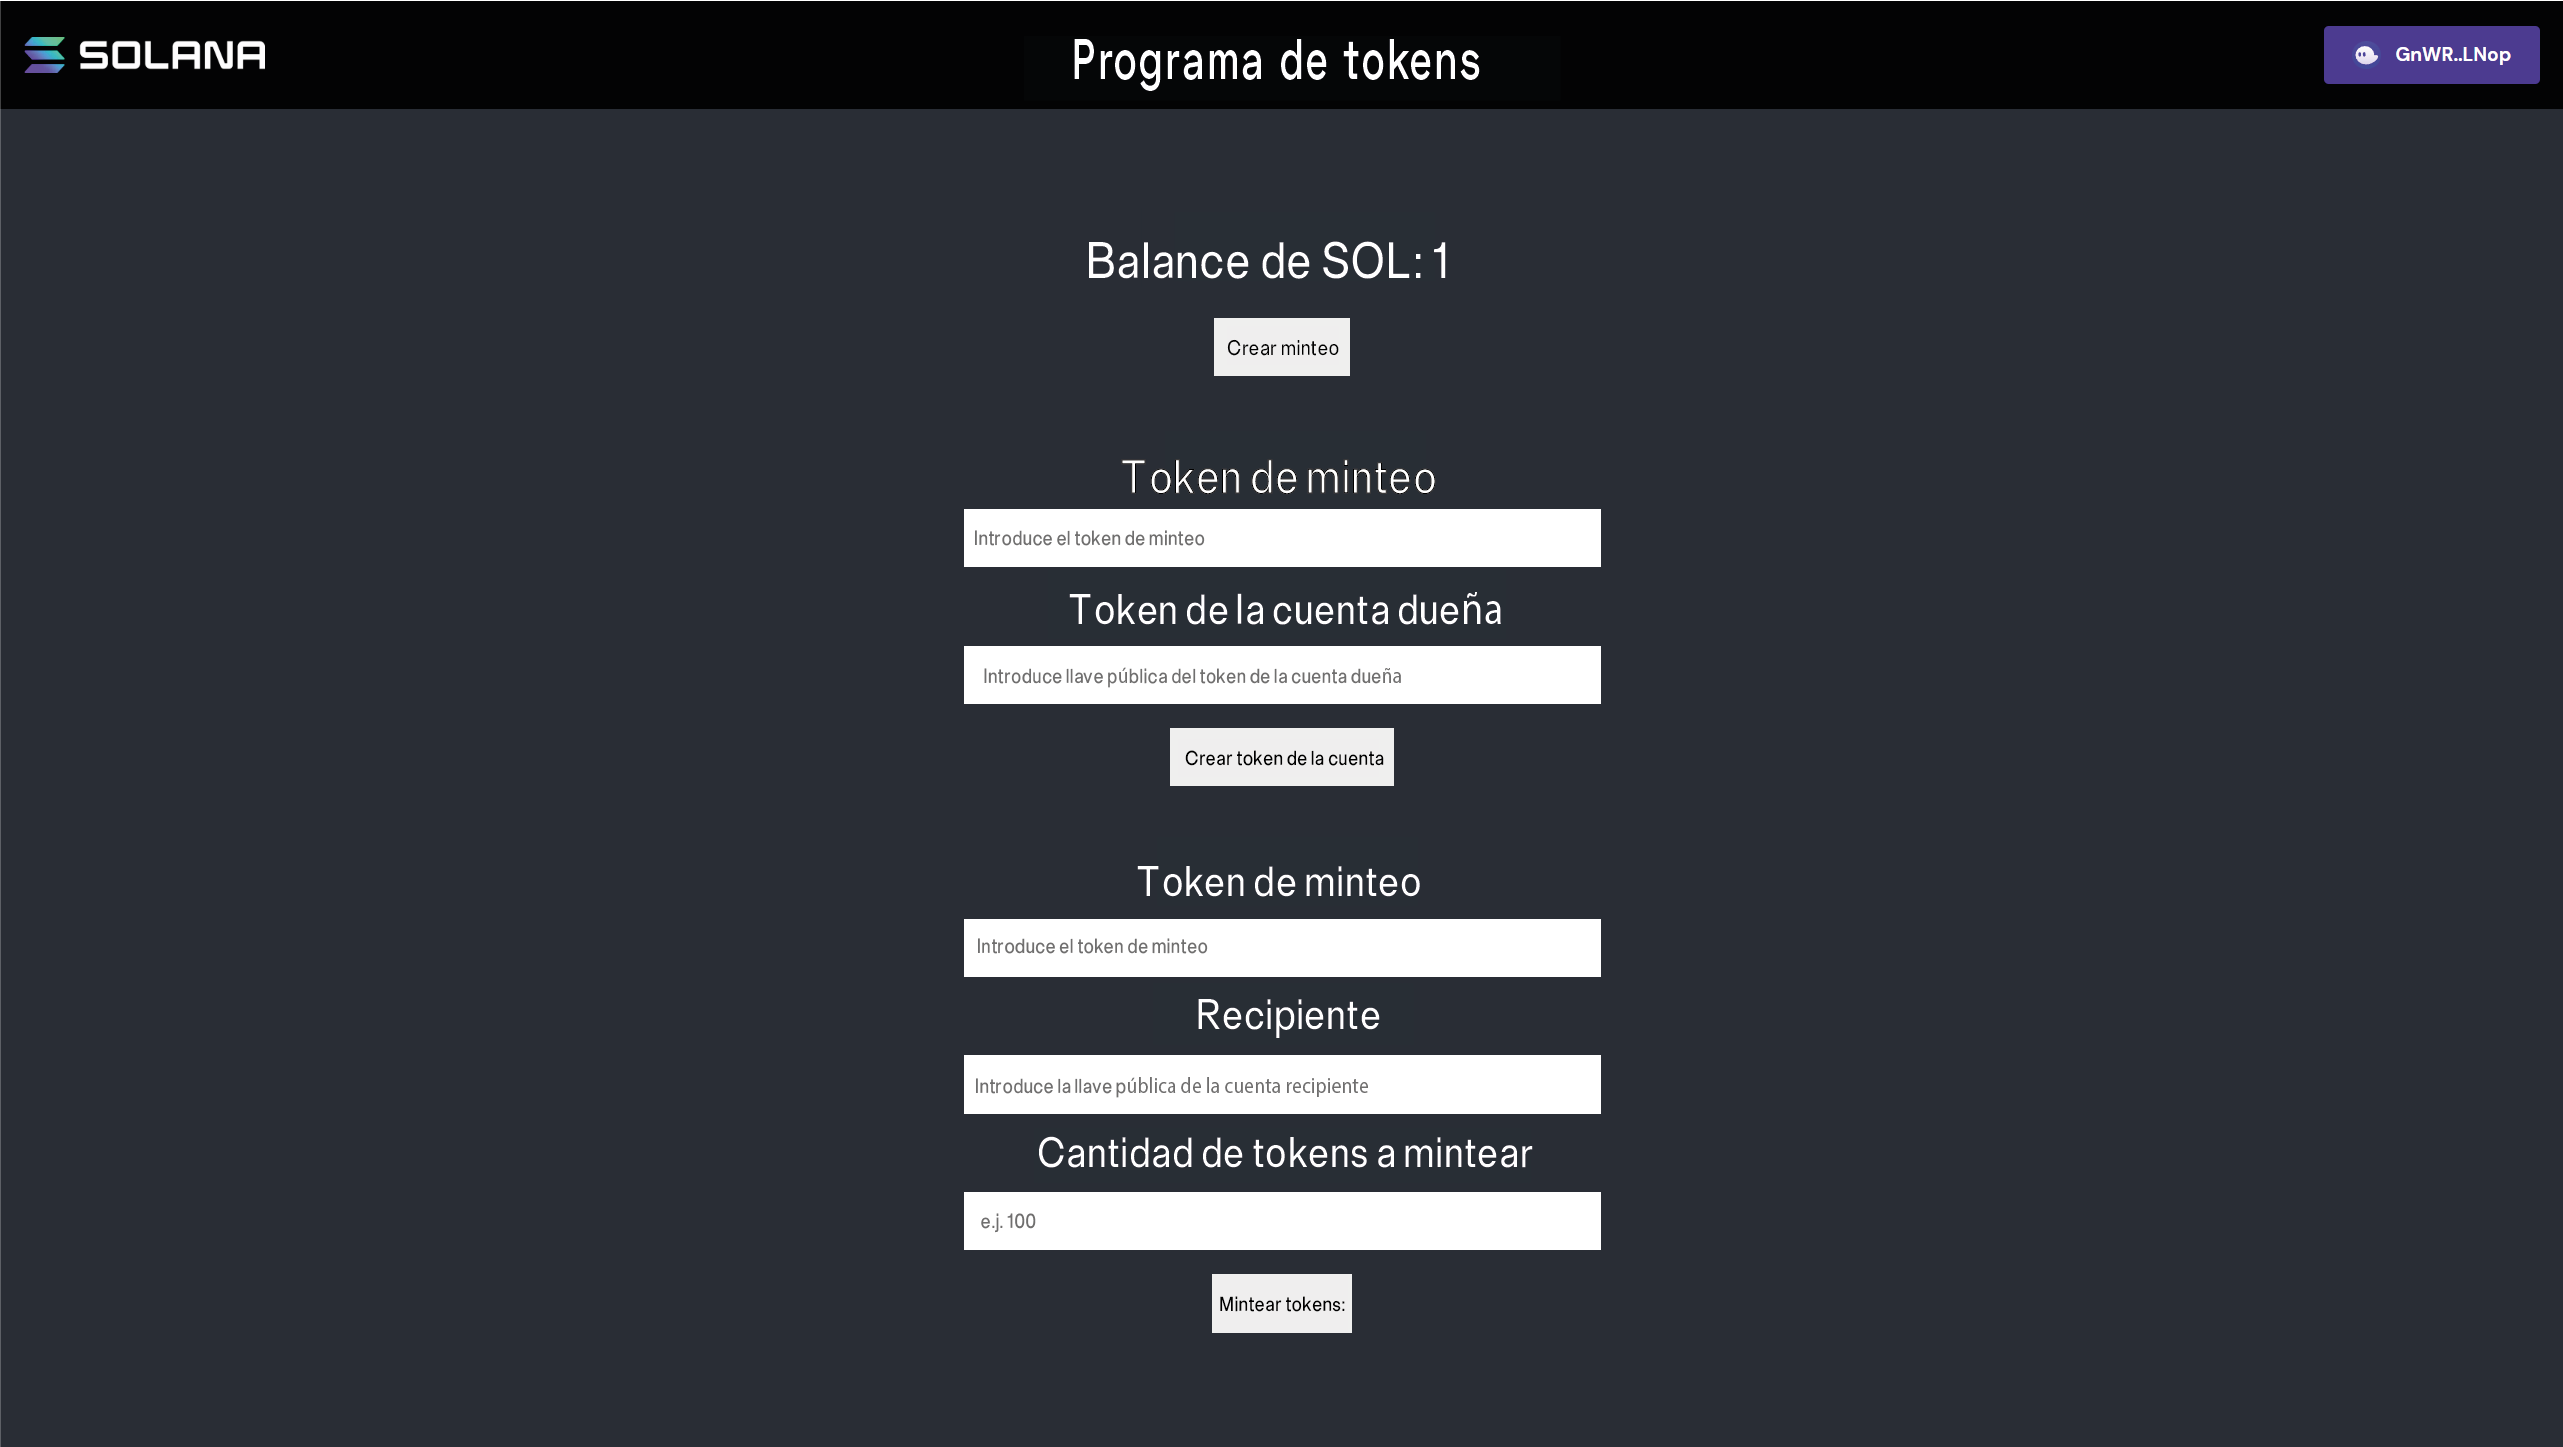 SOLANA
Programa de tokens
GnWR..LNop
Balance de SOL: 1
Crear minteo
Token de minteo
Introduce el token de minteo
Token de la cuenta dueña
Introduce llave pública del token de la cuenta dueña
Crear token de la cuenta
Token de minteo
Introduce el token de minteo
Recipiente
Introduce la llave pública de la cuenta recipiente
Cantidad de tokens a mintear
e.j. 100
Mintear tokens: